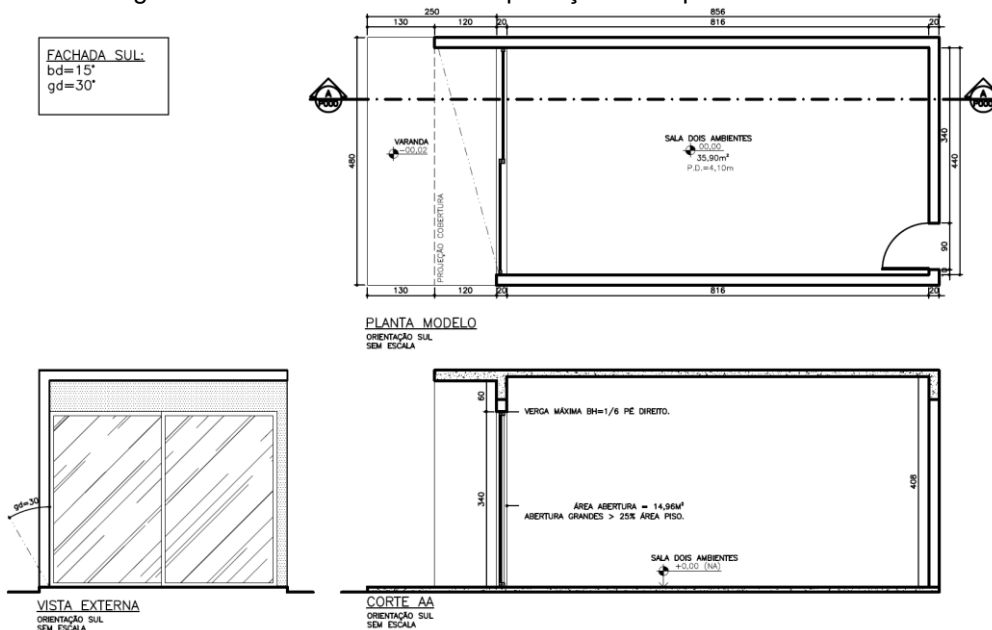 FACHADA SUL:
bd=15°
gd=30°
250
856
130
120
20
816
20
A
P000
A
P000
480
VARANDA
-00,02
PROJEÇÃO COBERTURA
SALA DOIS AMBIENTES
00,00
35,90m²
P.D.=4,10m
340
440
90
10
130
120
20
816
20
PLANTA MODELO
ORIENTAÇÃO SUL
SEM ESCALA
60
VERGA MÁXIMA BH=1/6 PÉ DIREITO.
340
ÁREA ABERTURA = 14,96M²
ABERTURA GRANDES > 25% ÁREA PISO.
408
SALA DOIS AMBIENTES
+0,00 (NA)
gd=30
VISTA EXTERNA
ORIENTAÇÃO SUL
SEM ESCALA
CORTE AA
ORIENTAÇÃO SUL
SEM ESCALA